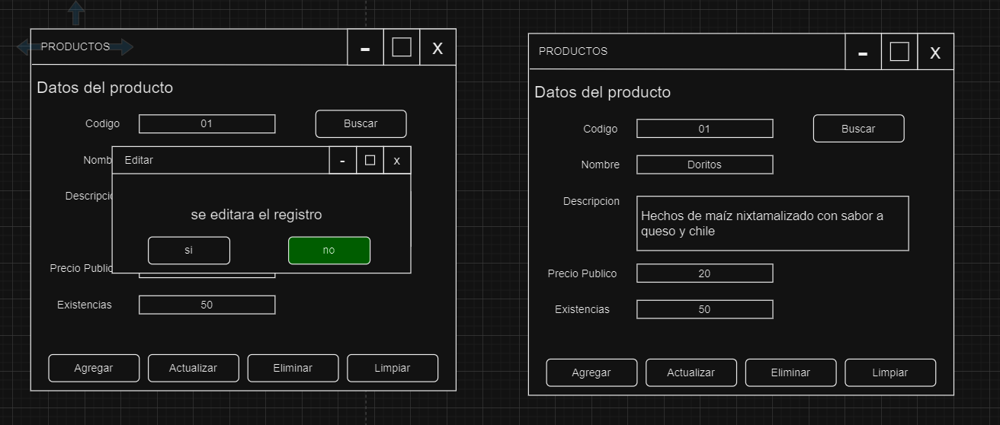 PRODUCTOS
- X
Datos del producto
Codigo 01 Buscar
Nomb
Editar - x
Descripcio
se editara el registro
si no
Precio Public
Existencias 50
Agregar Actualizar Eliminar Limpiar
PRODUCTOS
- X
Datos del producto
Codigo 01 Buscar
Nombre Doritos
Descripcion
Hechos de maíz nixtamalizado con sabor a
queso y chile
Precio Publico 20
Existencias 50
Agregar Actualizar Eliminar Limpiar